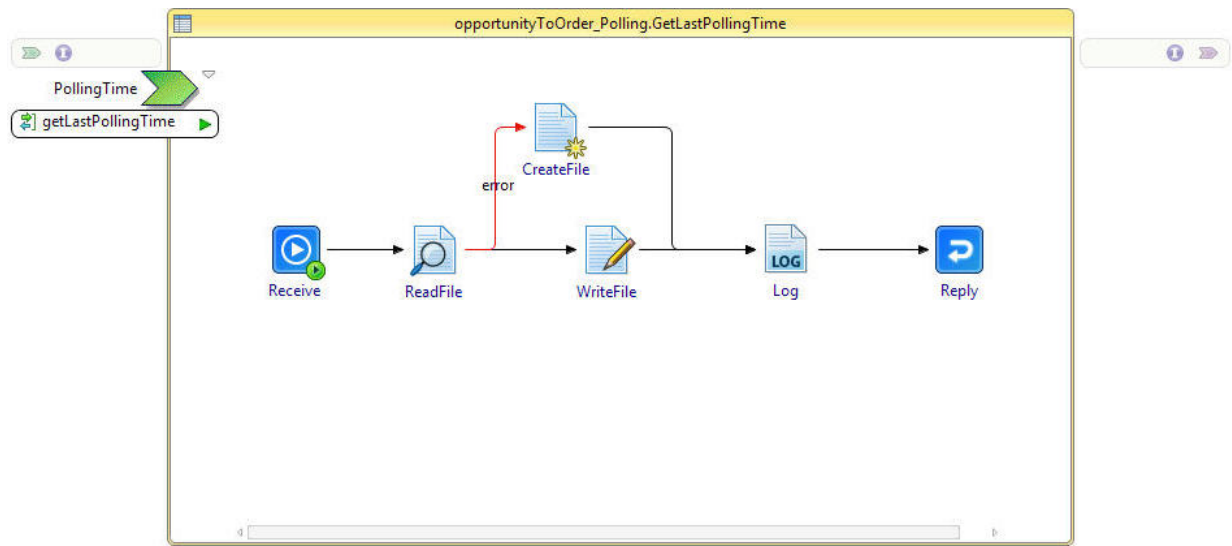 opportunityToOrder_Polling.GetLastPollingTime
PollingTime
getLastPollingTime
CreateFile
error
Receive
ReadFile
WriteFile
LOG
Log
Reply